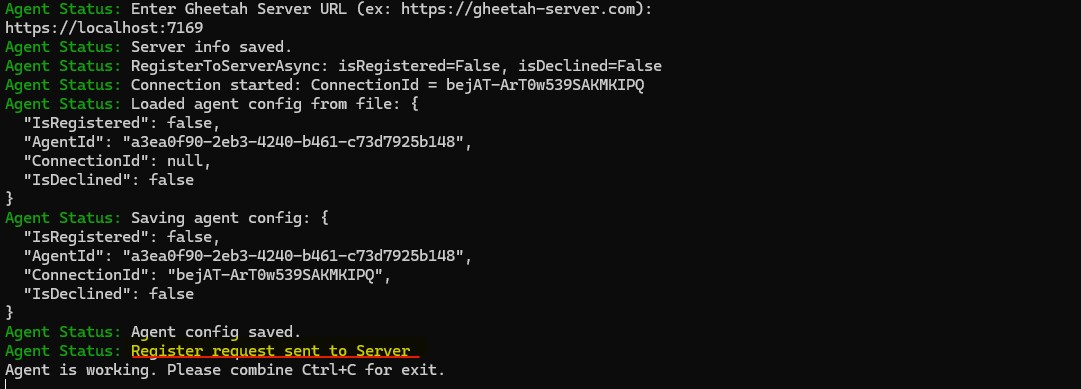 Agent Status: Enter Gheetah Server URL (ex: https://gheetah-server.com):
https://localhost:7169
Agent Status: Server info saved.
Agent Status: RegisterToServerAsync: isRegistered=False, isDeclined=False
Agent Status: Connection started: ConnectionId = bejAT-ArT0w539SAKMKIPQ
Agent Status: Loaded agent config from file: {
  "IsRegistered": false,
  "AgentId": "a3ea0f90-2eb3-4240-b461-c73d7925b148",
  "ConnectionId": null,
  "IsDeclined": false
}
Agent Status: Saving agent config: {
  "IsRegistered": false,
  "AgentId": "a3ea0f90-2eb3-4240-b461-c73d7925b148",
  "ConnectionId": "bejAT-ArT0w539SAKMKIPQ",
  "IsDeclined": false
}
Agent Status: Agent config saved.
Agent Status: Register request sent to Server
Agent is working. Please combine Ctrl+C for exit.